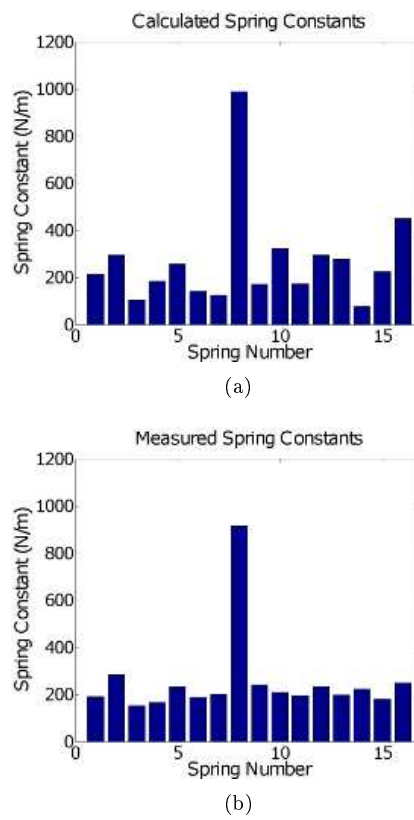 Calculated Spring Constants
1200
1000
800
600
400
200
0
Spring Constant (N/m)
0 5 10 15
Spring Number
(a)
Measured Spring Constants
1200
1000
800
600
400
200
0
Spring Constant (N/m)
0 5 10 15
Spring Number
(b)